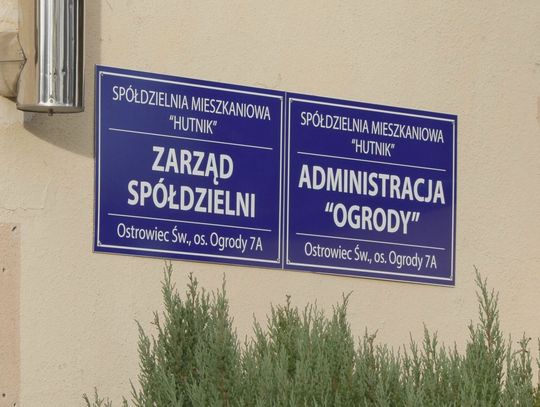 SPÓŁDZIELNIA MIESZKANIOWA
"HUTNIK"
ZARZĄD
SPÓŁDZIELNI
Ostrowiec Św., os. Ogrody 7A
SPÓŁDZIELNIA MIESZKANIOWA
"HUTNIK"
ADMINISTRACJA
"OGRODY"
Ostrowiec Św., os. Ogrody 7A